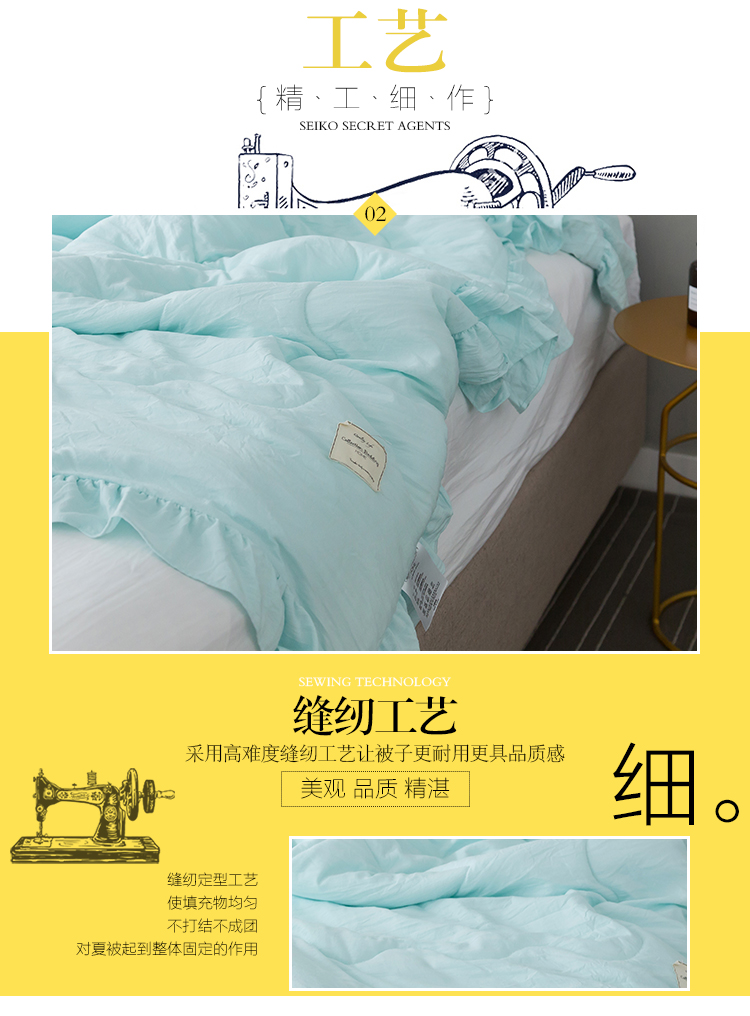 工艺
{精、工、细、作}
SEIKO SECRET AGENTS
02
Collection: Bedding
SEWING TECHNOLOGY
缝纫工艺
采用高难度缝纫工艺让被子更耐用更具品质感
美观 品质 精湛
细。
缝纫定型工艺
使填充物均匀
不打结不成团
对夏被起到整体固定的作用